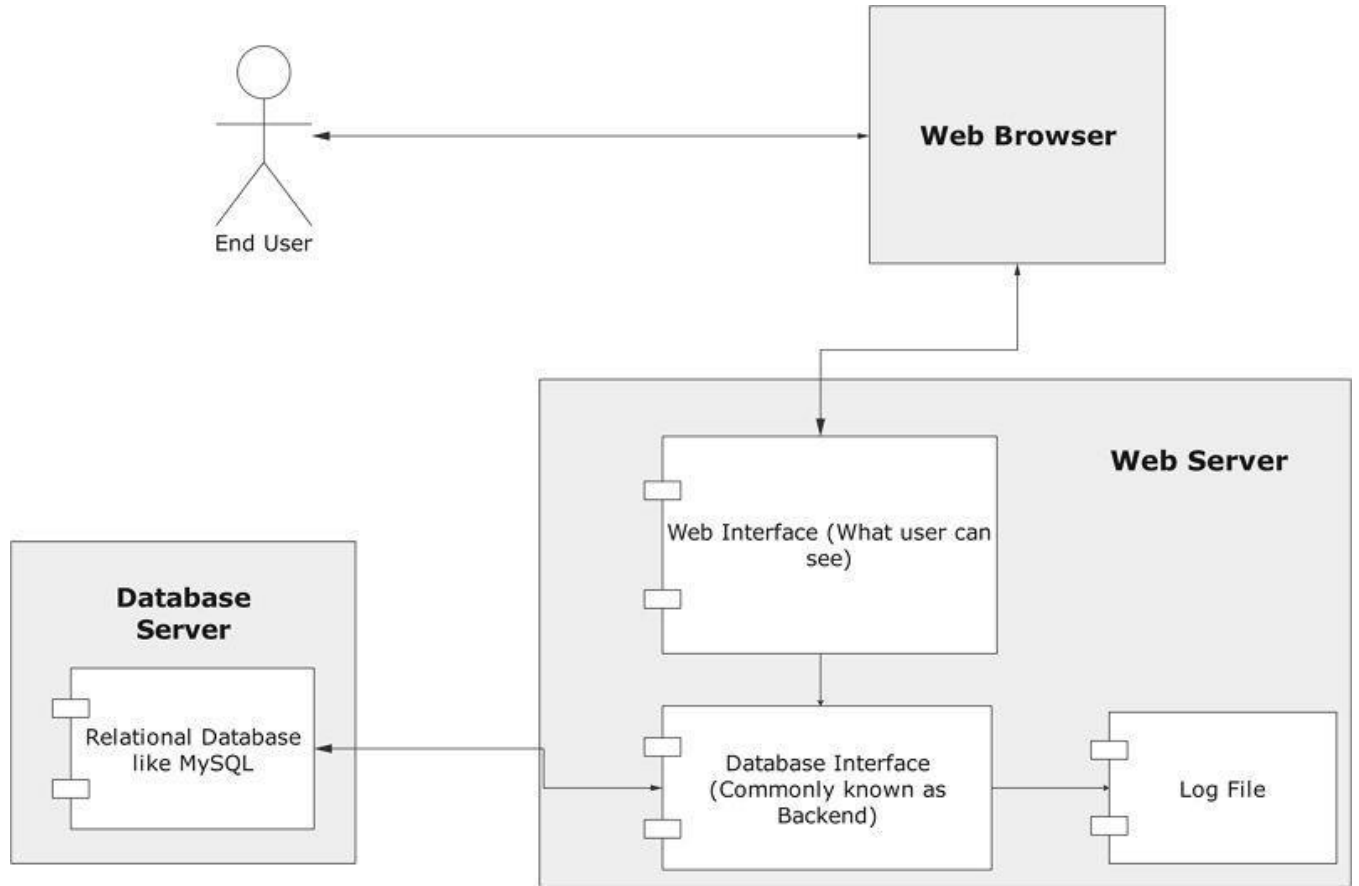 Web Browser
End User
Web Server
Web Interface (What user can
see)
Database
Server
Relational Database
like MySQL
Database Interface
(Commonly known as
Backend)
Log File